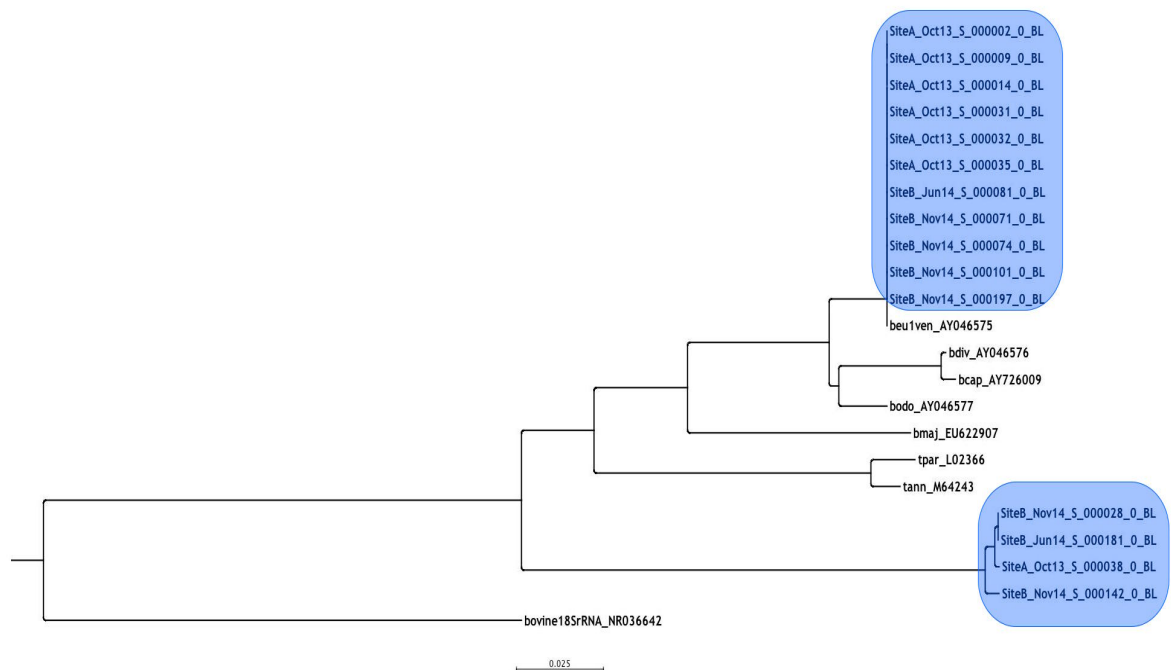 SiteA_Oct13_S_000002_0_BL
SiteA_Oct13_S_000009_0_BL
SiteA_Oct13_S_000014_0_BL
SiteA_Oct13_S_000031_0_BL
SiteA_Oct13_S_000032_0_BL
SiteA_Oct13_S_000035_0_BL
SiteB_Jun14_S_000081_0_BL
SiteB_Nov14_S_000071_0_BL
SiteB_Nov14_S_000074_0_BL
SiteB_Nov14_S_000101_0_BL
SiteB_Nov14_S_000197_0_BL
beu1ven_AY046575
bdiv_AY046576
bcap_AY726009
bodo_AY046577
bmaj_EU622907
tpar_L02366
tann_M64243
SiteB_Nov14_S_000028_0_BL
SiteB_Jun14_S_000181_0_BL
SiteA_Oct13_S_000038_0_BL
SiteB_Nov14_S_000142_0_BL
bovine18SrRNA_NR036642
0.025